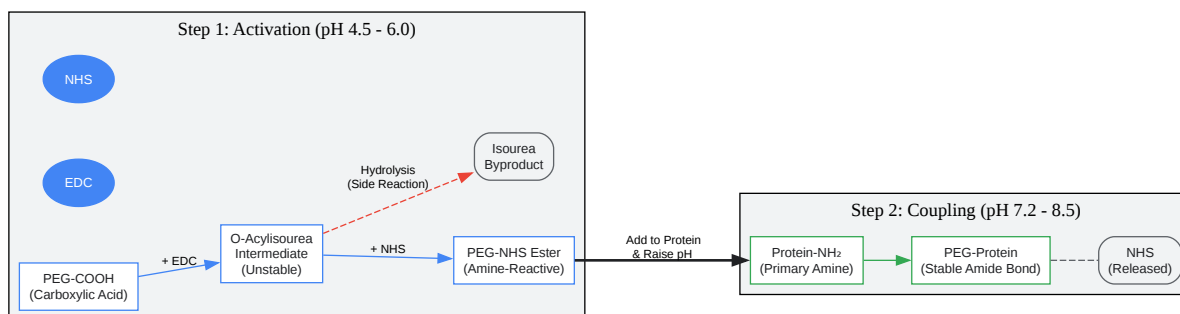 Step 1: Activation (pH 4.5 - 6.0)
NHS
EDC
Isourea
Byproduct
Hydrolysis
(Side Reaction)
O-Acylisourea
Intermediate
(Unstable)
+ EDC
+ NHS
PEG-COOH
(Carboxylic Acid)
PEG-NHS Ester
(Amine-Reactive)
Add to Protein
& Raise pH
Step 2: Coupling (pH 7.2 - 8.5)
Protein-NH₂
(Primary Amine)
PEG-Protein
(Stable Amide Bond)
NHS
(Released)